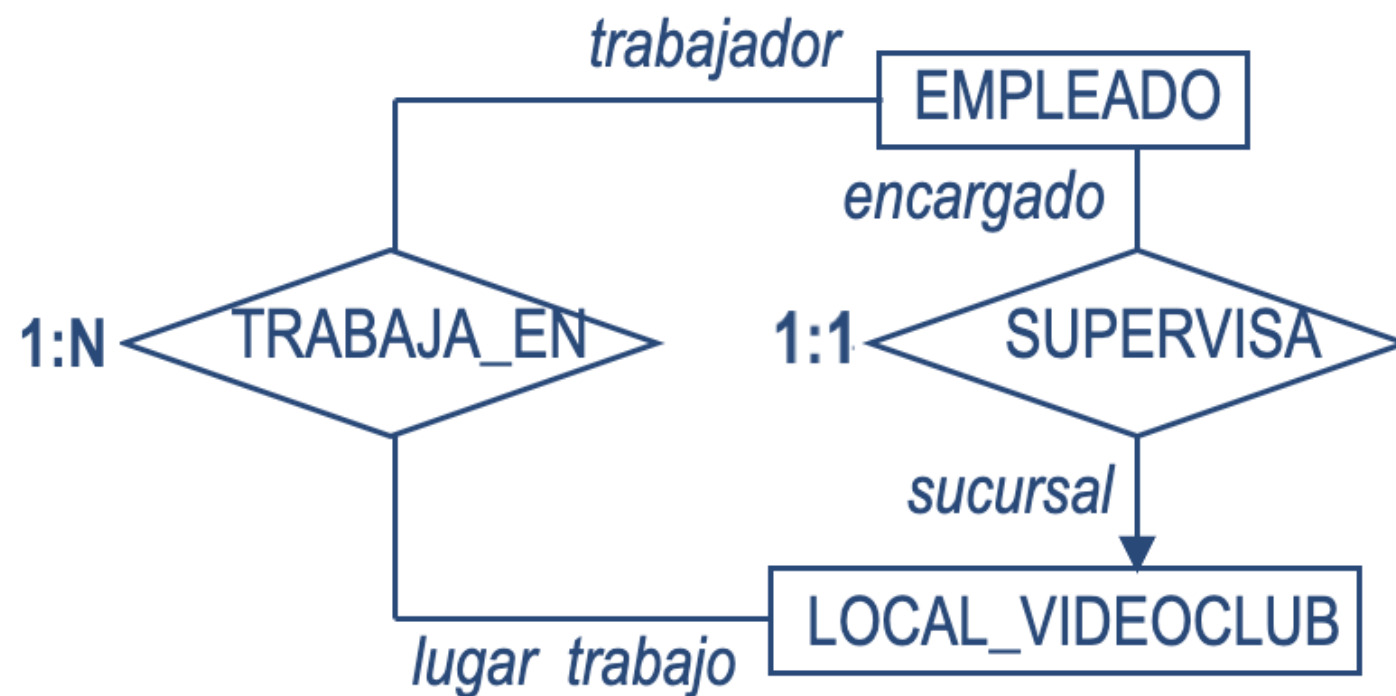 trabajador
EMPLEADO
encargado
1:N
TRABAJA_EN
1:1
SUPERVISA
sucursal
LOCAL_VIDEOCLUB
lugar trabajo